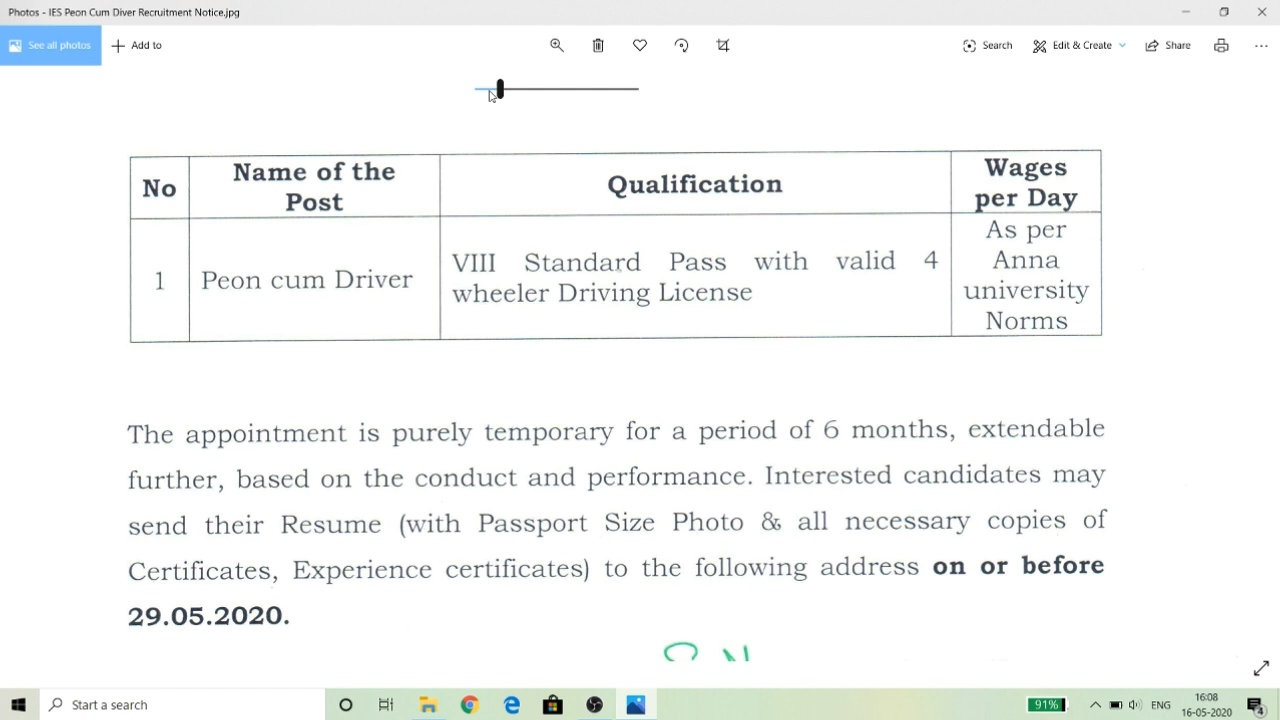 Photos - IES Peon Cum Diver Recruitment Notice.jpg
See all photos
Add to
Search
Edit & Create
Share
No
Name of the
Post
Qualification
Wages
per Day
1
Peon cum Driver
VIII Standard Pass with valid 4
wheeler Driving License
As per
Anna
university
Norms
The appointment is purely temporary for a period of 6 months, extendable
further, based on the conduct and performance. Interested candidates may
send their Resume (with Passport Size Photo & all necessary copies of
Certificates, Experience certificates) to the following address on or before
29.05.2020.
Start a search
91%
ENG
16:08
16-05-2020
4